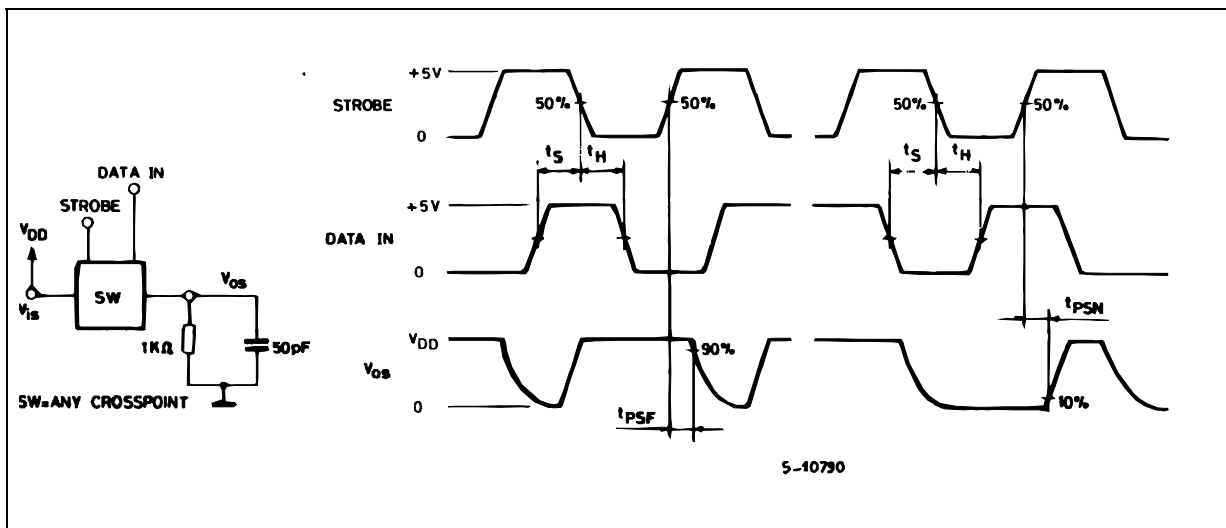 +5V
STROBE
50%
50%
50%
50%
0
tS
tH
tS
tH
DATA IN
STROBE
VDD
Vis
SW
Vos
1KΩ
50pF
SW=ANY CROSSPOINT
+5V
DATA IN
0
tPSN
VDD
Vos
90%
0
tPSF
10%
S-10790